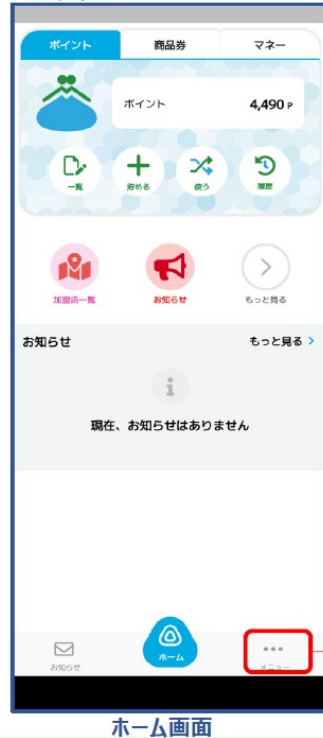 ポイント 商品券 マネー
ポイント 4,490 P
一覧 貯める 使う 履歴
加盟店一覧 お知らせ もっと見る
お知らせ もっと見る
現在、お知らせはありません
お知らせ ホーム メニュー
ホーム画面